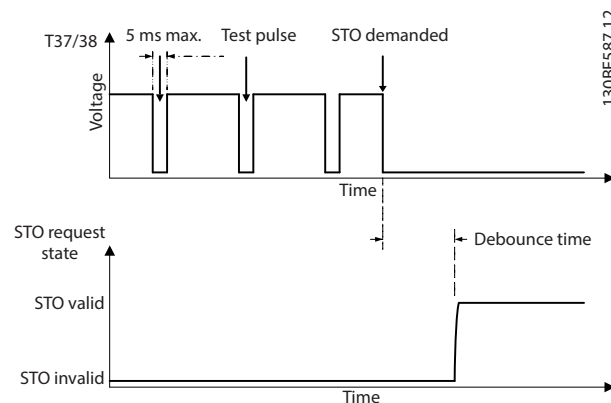 T37/38
5 ms max.
Test pulse
STO demanded
130BE587.12
Voltage
Time
STO request
state
Debounce time
STO valid
STO invalid
Time